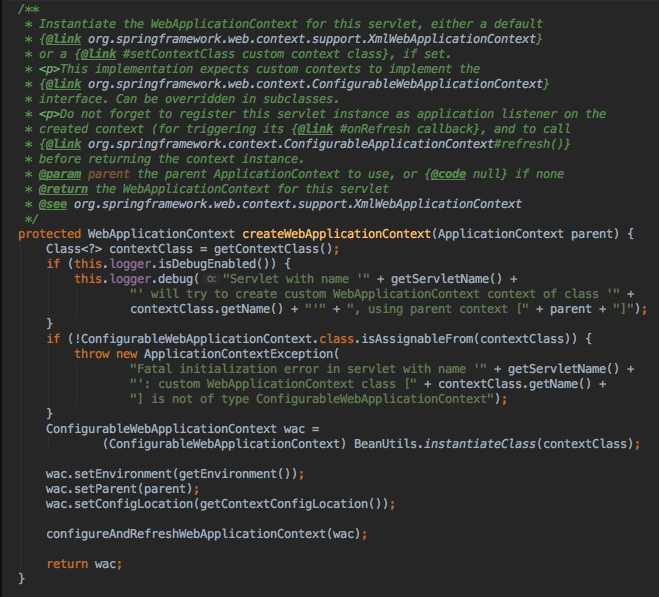 /**
 * Instantiate the WebApplicationContext for this servlet, either a default
 * {@link org.springframework.web.context.support.XmlWebApplicationContext}
 * or a {@link #setContextClass custom context class}, if set.
 * <p>This implementation expects custom contexts to implement the
 * {@link org.springframework.web.context.ConfigurableWebApplicationContext}
 * interface. Can be overridden in subclasses.
 * <p>Do not forget to register this servlet instance as application listener on the
 * created context (for triggering its {@link #onRefresh callback}, and to call
 * {@link org.springframework.context.ConfigurableApplicationContext#refresh()}
 * before returning the context instance.
 * @param parent the parent ApplicationContext to use, or {@code null} if none
 * @return the WebApplicationContext for this servlet
 * @see org.springframework.web.context.support.XmlWebApplicationContext
 */
protected WebApplicationContext createWebApplicationContext(ApplicationContext parent) {
    Class<?> contextClass = getContextClass();
    if (this.logger.isDebugEnabled()) {
        this.logger.debug( o: "Servlet with name '" + getServletName() +
                "' will try to create custom WebApplicationContext context of class '" +
                contextClass.getName() + "'" + ", using parent context [" + parent + "]");
    }
    if (!ConfigurableWebApplicationContext.class.isAssignableFrom(contextClass)) {
        throw new ApplicationContextException(
                "Fatal initialization error in servlet with name '" + getServletName() +
                "': custom WebApplicationContext class [" + contextClass.getName() +
                "] is not of type ConfigurableWebApplicationContext");
    }
    ConfigurableWebApplicationContext wac =
            (ConfigurableWebApplicationContext) BeanUtils.instantiateClass(contextClass);

    wac.setEnvironment(getEnvironment());
    wac.setParent(parent);
    wac.setConfigLocation(getContextConfigLocation());

    configureAndRefreshWebApplicationContext(wac);

    return wac;
}